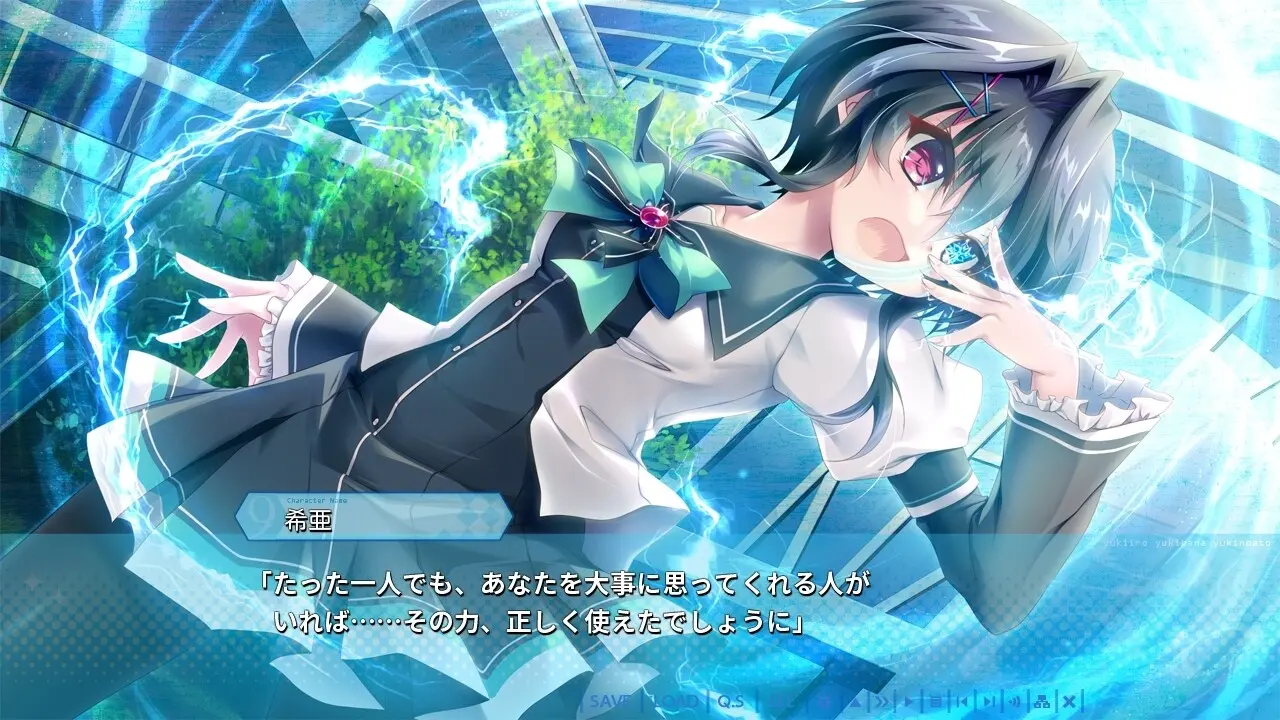 Character Name
希亜
「たった一人でも、あなたを大事に思ってくれる人が
いれば……その力、正しく使えたでしょうに」
SAVE LOAD Q.S